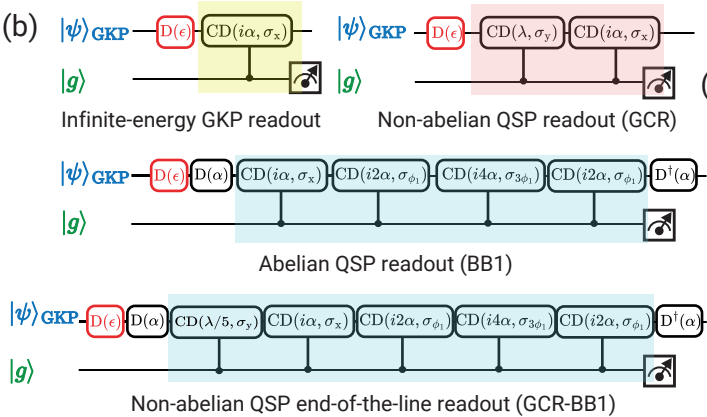 (b)
|ψ⟩GKP D(ϵ) CD(iα, σx)
|g⟩
Infinite-energy GKP readout
|ψ⟩GKP D(ϵ) CD(λ, σy) CD(iα, σx)
|g⟩
Non-abelian QSP readout (GCR)
(
|ψ⟩GKP D(ϵ) D(α) CD(iα, σx) CD(i2α, σϕ₁) CD(i4α, σ3ϕ₁) CD(i2α, σϕ₁) D†(α)
|g⟩
Abelian QSP readout (BB1)
|ψ⟩GKP D(ϵ) D(α) CD(λ/5, σy) CD(iα, σx) CD(i2α, σϕ₁) CD(i4α, σ3ϕ₁) CD(i2α, σϕ₁) D†(α)
|g⟩
Non-abelian QSP end-of-the-line readout (GCR-BB1)